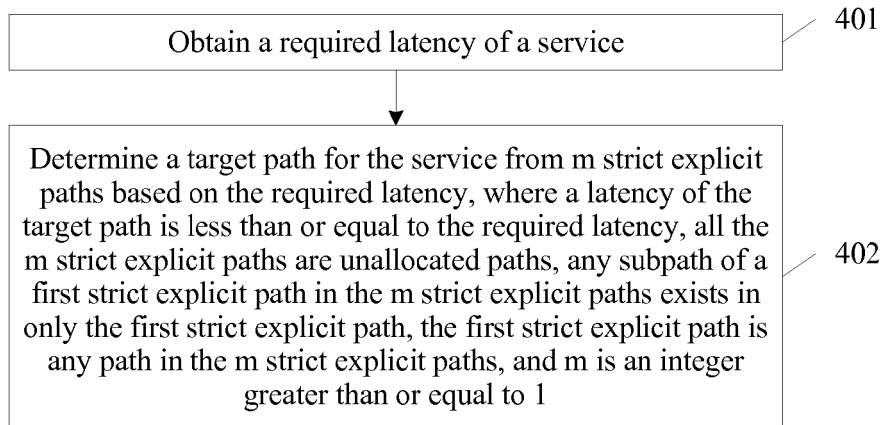 401
Obtain a required latency of a service
Determine a target path for the service from m strict explicit
paths based on the required latency, where a latency of the
target path is less than or equal to the required latency, all the
m strict explicit paths are unallocated paths, any subpath of a
first strict explicit path in the m strict explicit paths exists in
only the first strict explicit path, the first strict explicit path is
any path in the m strict explicit paths, and m is an integer
greater than or equal to 1
402